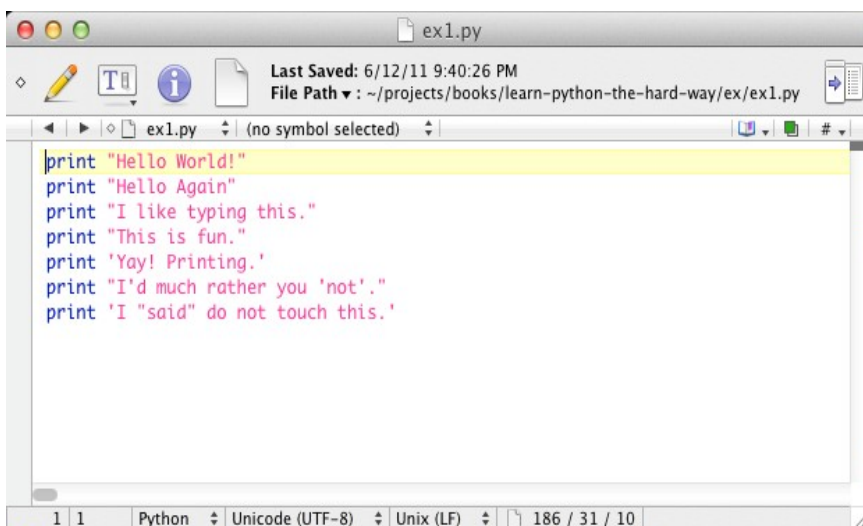 ex1.py
Last Saved: 6/12/11 9:40:26 PM
File Path ▾ : ~/projects/books/learn-python-the-hard-way/ex/ex1.py
ex1.py (no symbol selected) #
print "Hello World!"
print "Hello Again"
print "I like typing this."
print "This is fun."
print 'Yay! Printing.'
print "I'd much rather you 'not'."
print 'I "said" do not touch this.'
1 1 Python Unicode (UTF-8) Unix (LF) 186 / 31 / 10